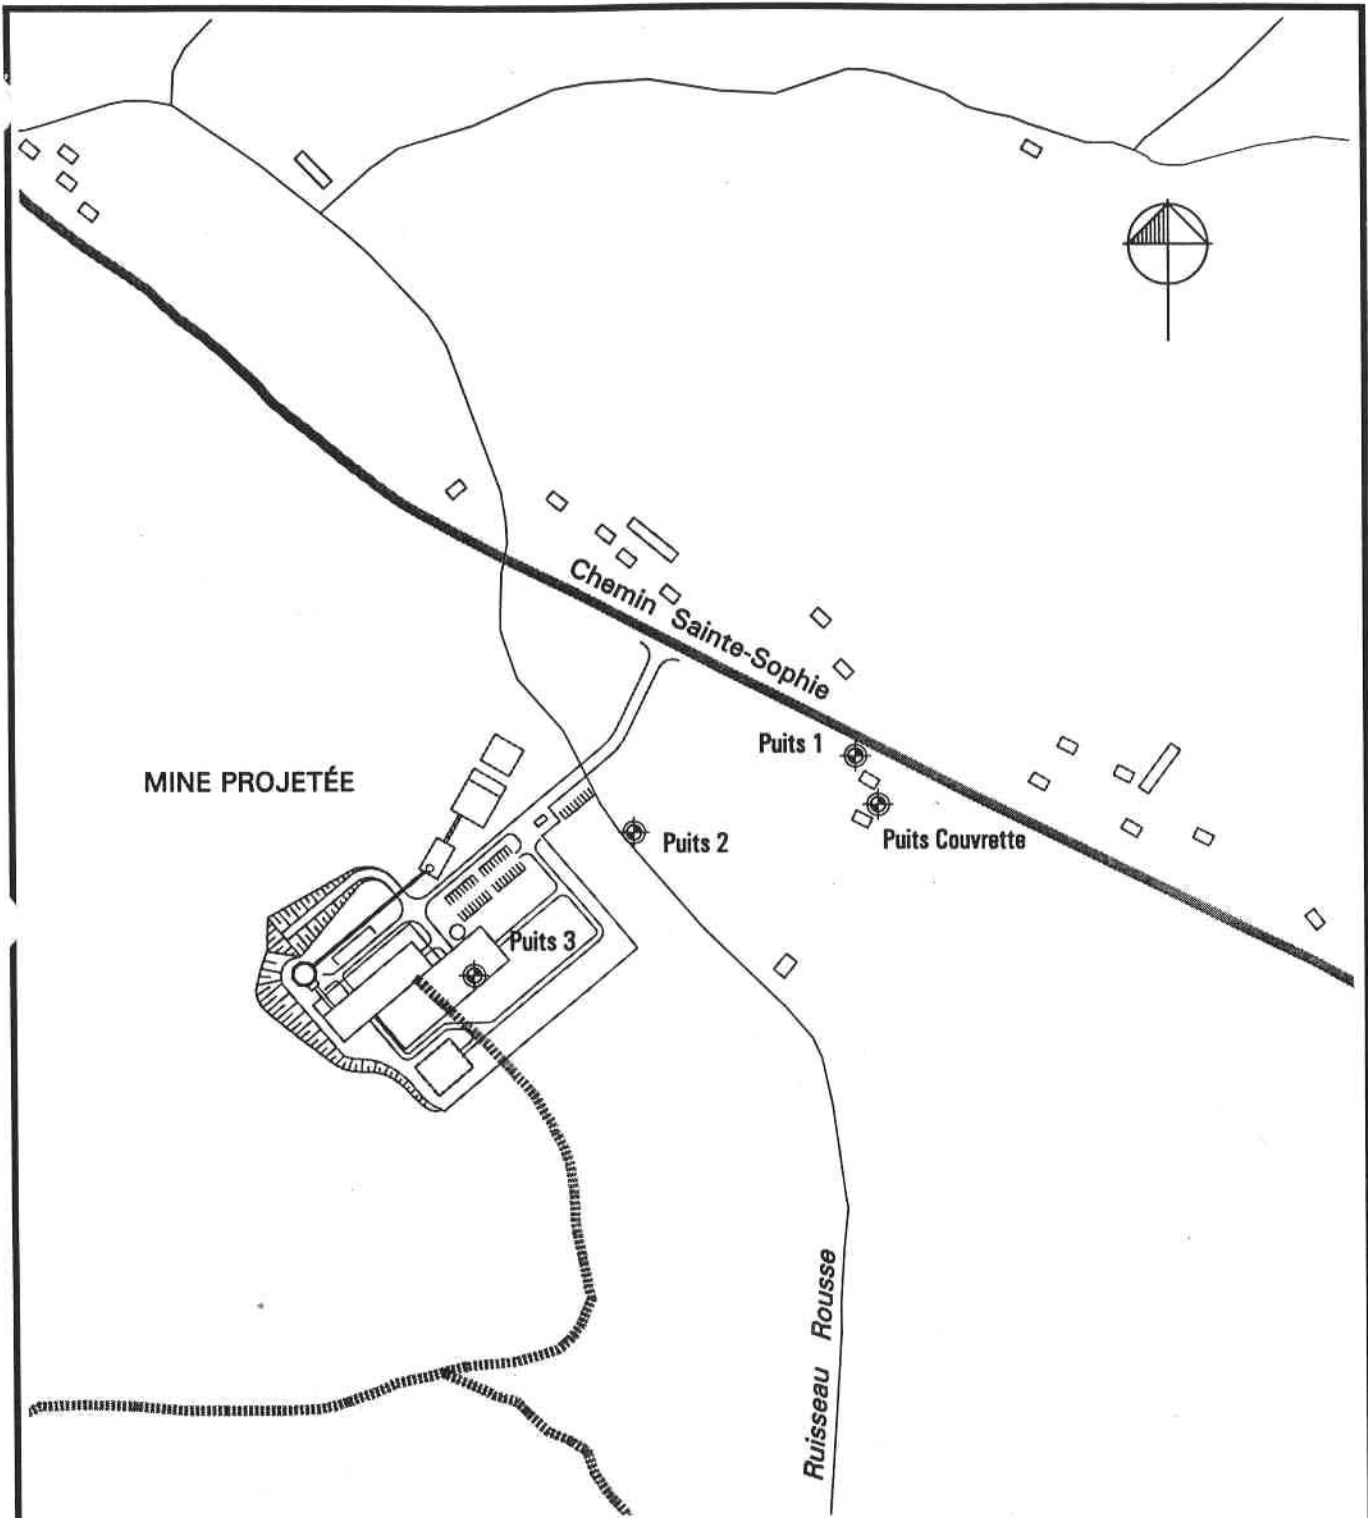 Chemin Sainte-Sophie
Puits 1
MINE PROJETÉE
Puits 2
Puits Couvrette
Puits 3
Ruisseau Rousse